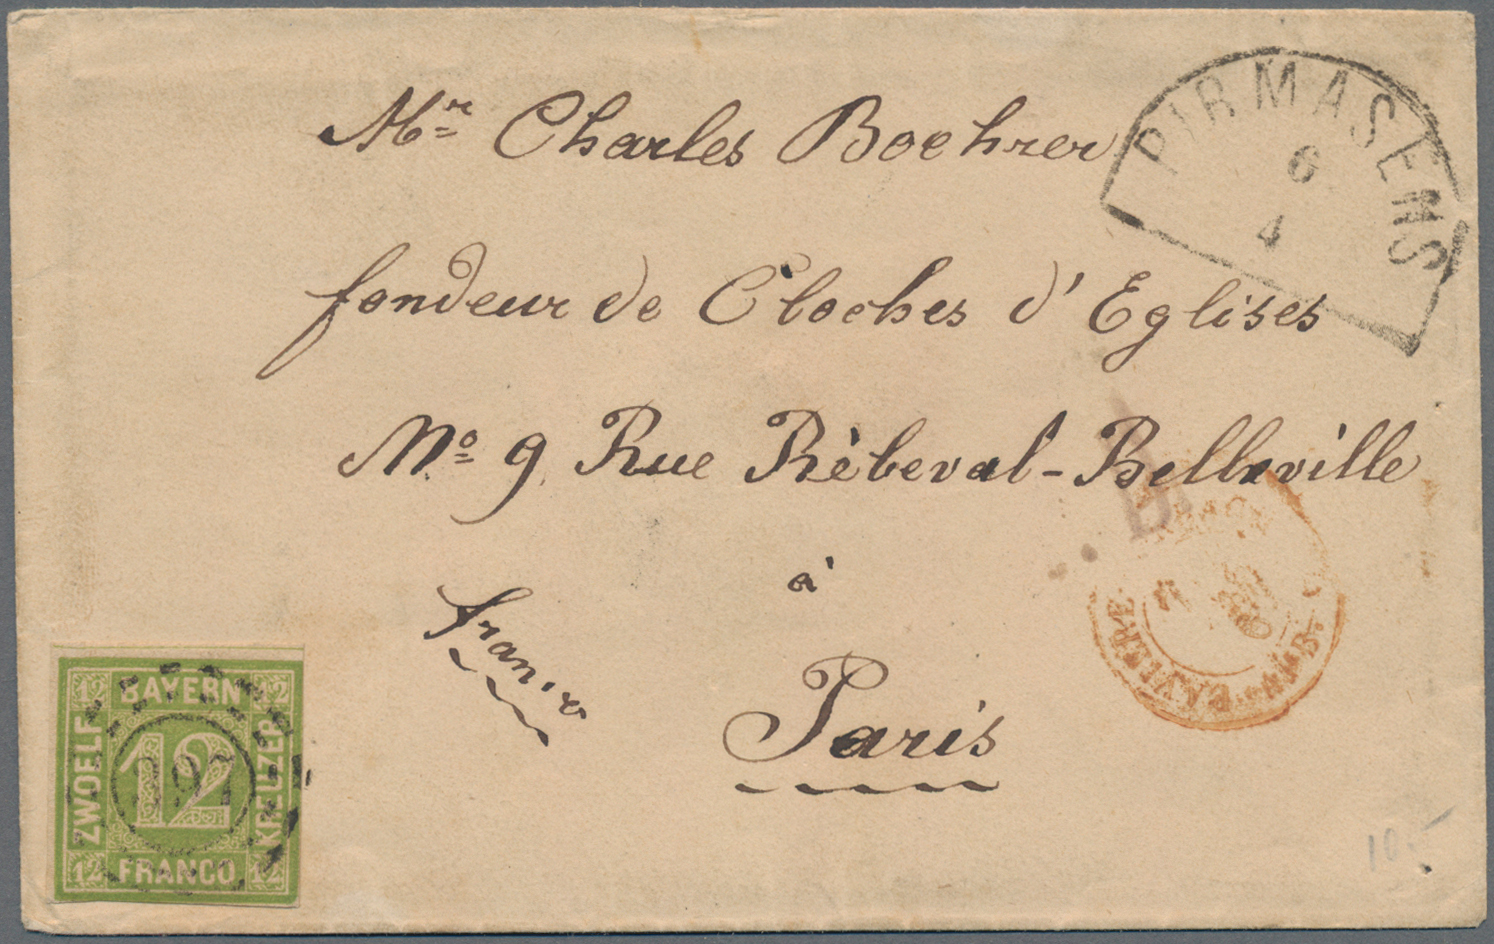 Mr Charles Boehrer
fondeur de Cloches d'Eglises
No 9 Rue Rèbeval-Belleville
à
Paris
franco
PIRMASENS
6
4
BAVIERE
12 BAYERN 12
ZWOELF
12
KREUZER
12 FRANCO 12
10.-